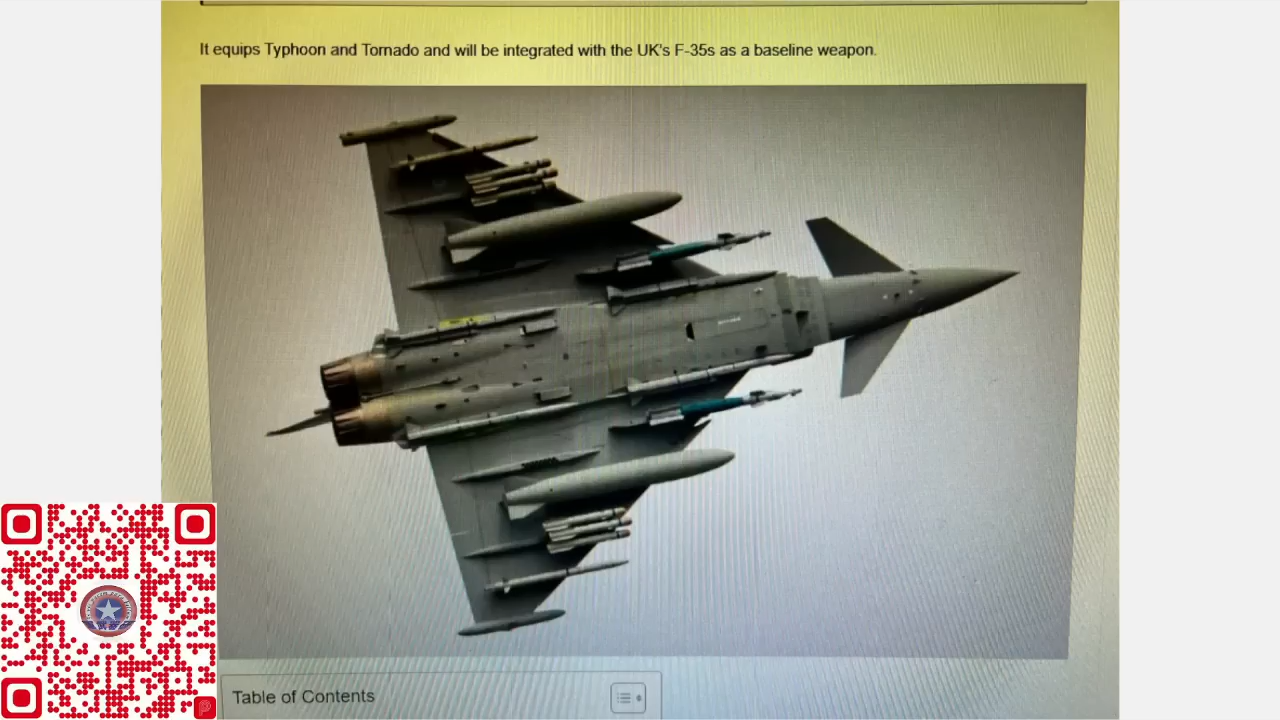 It equips Typhoon and Tornado and will be integrated with the UK's F-35s as a baseline weapon.
Table of Contents